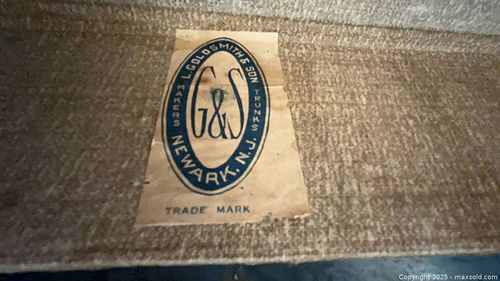 L. GOLDSMITH & SON
MAKERS
TRUNKS
G&S
NEWARK, N.J.
TRADE MARK
Copyright 2025 - maxsold.com